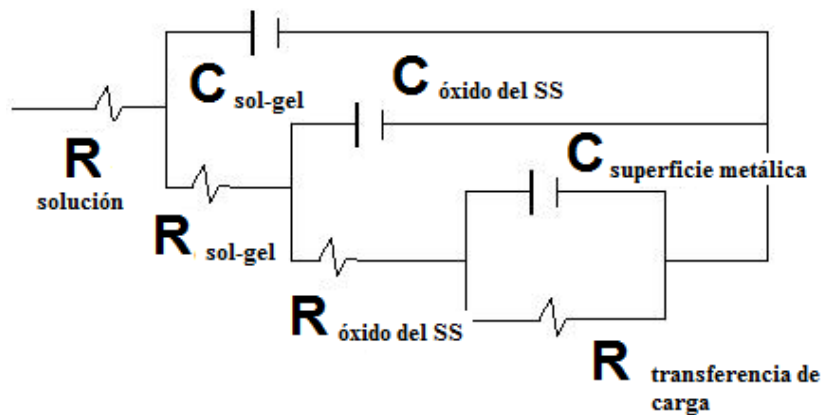 C sol-gel
C óxido del SS
R solución
C superficie metálica
R sol-gel
R óxido del SS
R transferencia de
carga